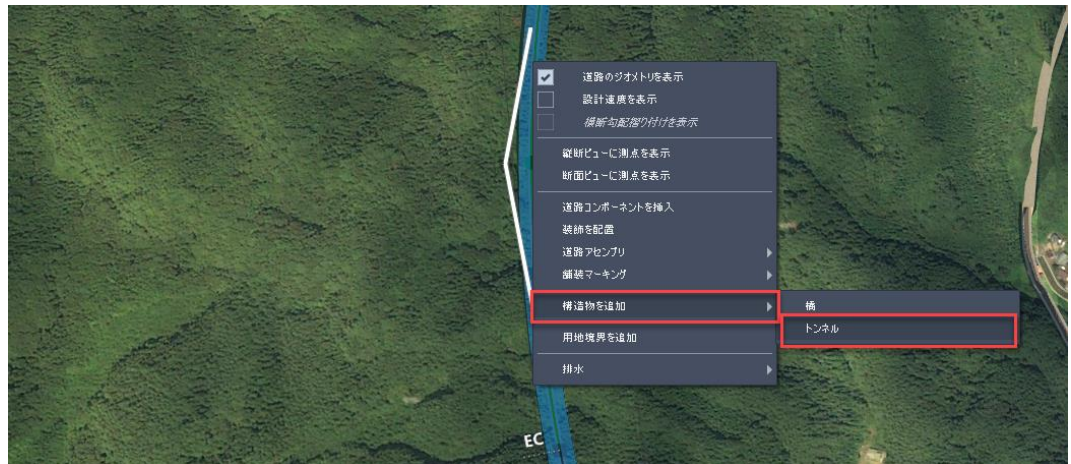 道路のジオメトリを表示
設計速度を表示
横断勾配摺り付けを表示
縦断ビューに測点を表示
断面ビューに測点を表示
道路コンポーネントを挿入
装飾を配置
道路アセンブリ
舗装マーキング
構造物を追加
橋
トンネル
用地境界を追加
排水
EC